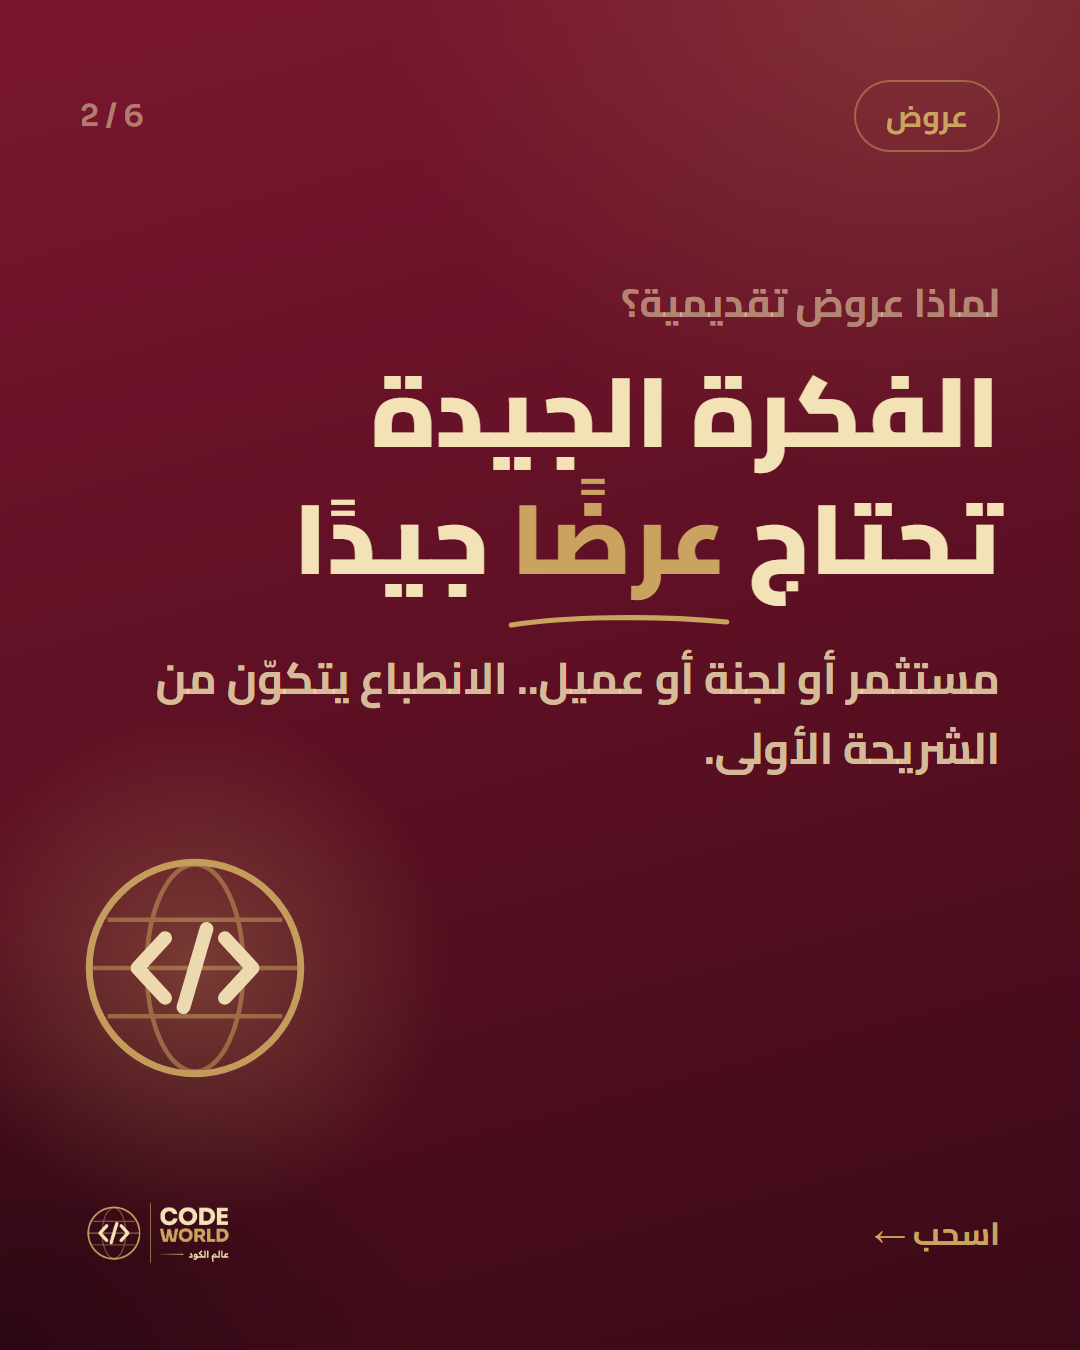 عروض
2 / 6
لماذا عروض تقديمية؟
الفكرة الجيدة
تحتاج عرضًا جيدًا
مستثمر أو لجنة أو عميل.. الانطباع يتكوّن من
الشريحة الأولى.
</>
اسحب ←
</>
CODE
WORLD
عالم الكود